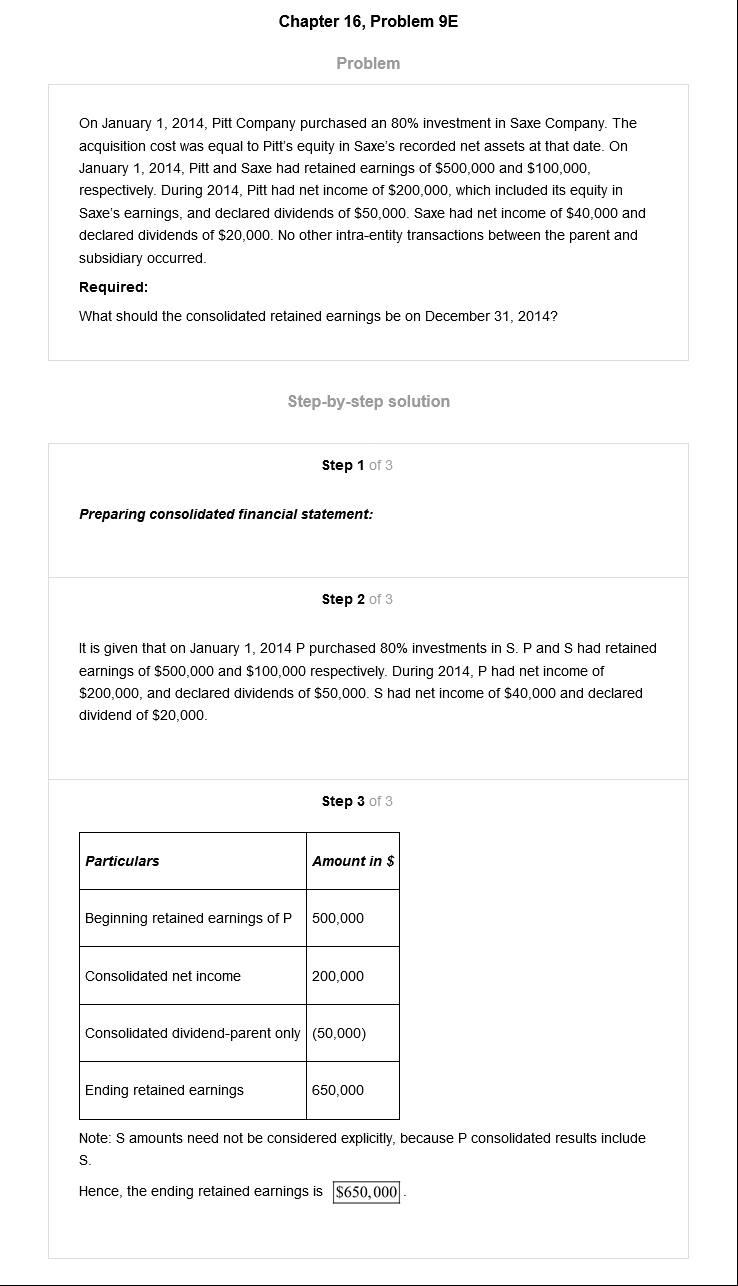 Chapter 16, Problem 9E
Problem
On January 1, 2014, Pitt Company purchased an 80% investment in Saxe Company. The
acquisition cost was equal to Pitt's equity in Saxe's recorded net assets at that date. On
January 1, 2014, Pitt and Saxe had retained earnings of $500,000 and $100,000,
respectively. During 2014, Pitt had net income of $200,000, which included its equity in
Saxe's earnings, and declared dividends of $50,000. Saxe had net income of $40,000 and
declared dividends of $20,000. No other intra-entity transactions between the parent and
subsidiary occurred.
Required:
What should the consolidated retained earnings be on December 31, 2014?
Step-by-step solution
Step 1 of 3
Preparing consolidated financial statement:
Step 2 of 3
It is given that on January 1, 2014 P purchased 80% investments in S. P and S had retained
earnings of $500,000 and $100,000 respectively. During 2014, P had net income of
$200,000, and declared dividends of $50,000. S had net income of $40,000 and declared
dividend of $20,000.
Step 3 of 3
Particulars Amount in $
Beginning retained earnings of P 500,000
Consolidated net income 200,000
Consolidated dividend-parent only (50,000)
Ending retained earnings 650,000
Note: S amounts need not be considered explicitly, because P consolidated results include
S.
Hence, the ending retained earnings is $650,000.